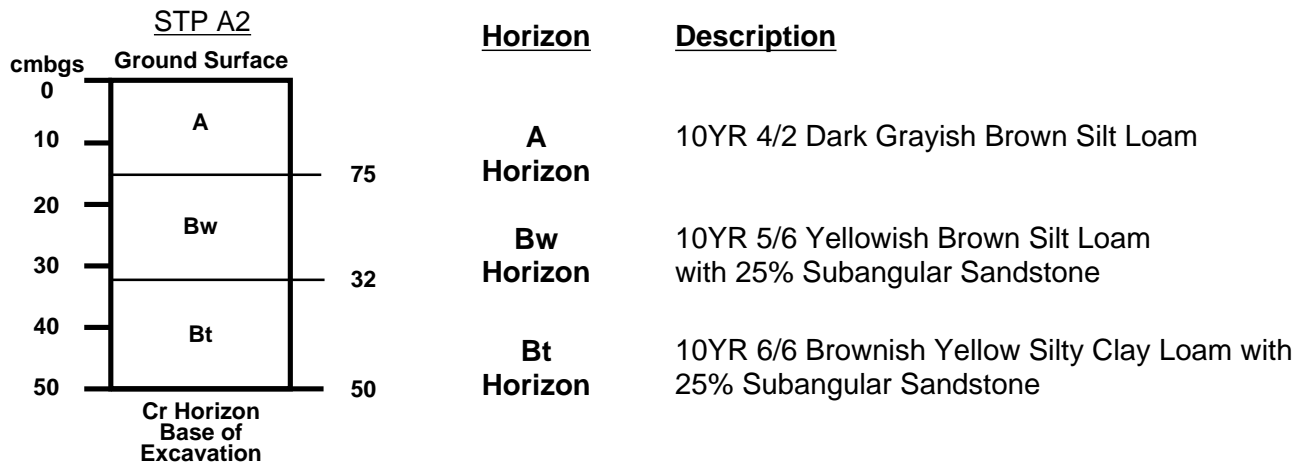 STP A2
cmbgs
Ground Surface
0
10
20
30
40
50
A
Bw
Bt
75
32
50
Cr Horizon
Base of
Excavation
Horizon
Description
A
Horizon
10YR 4/2 Dark Grayish Brown Silt Loam
Bw
Horizon
10YR 5/6 Yellowish Brown Silt Loam
with 25% Subangular Sandstone
Bt
Horizon
10YR 6/6 Brownish Yellow Silty Clay Loam with
25% Subangular Sandstone